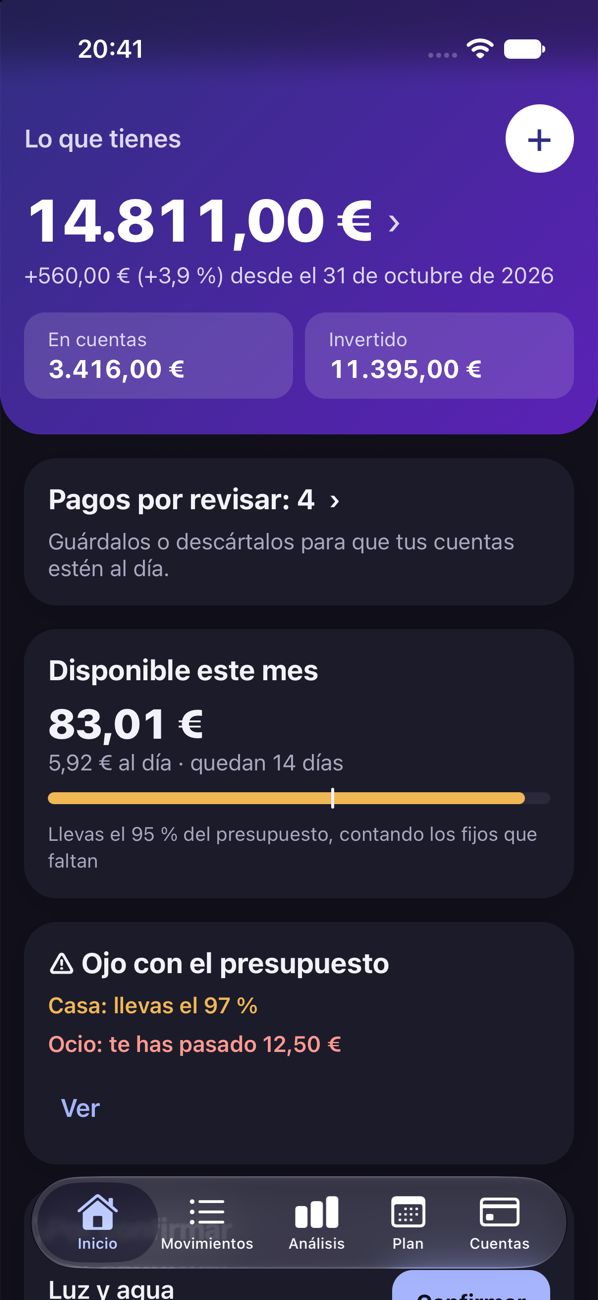 20:41
Lo que tienes
+
14.811,00 € ›
+560,00 € (+3,9 %) desde el 31 de octubre de 2026
En cuentas
3.416,00 €
Invertido
11.395,00 €
Pagos por revisar: 4 ›
Guárdalos o descártalos para que tus cuentas
estén al día.
Disponible este mes
83,01 €
5,92 € al día · quedan 14 días
Llevas el 95 % del presupuesto, contando los fijos que
faltan
Ojo con el presupuesto
Casa: llevas el 97 %
Ocio: te has pasado 12,50 €
Ver
Inicio
Movimientos
Análisis
Plan
Cuentas
Luz y agua
Confirmar